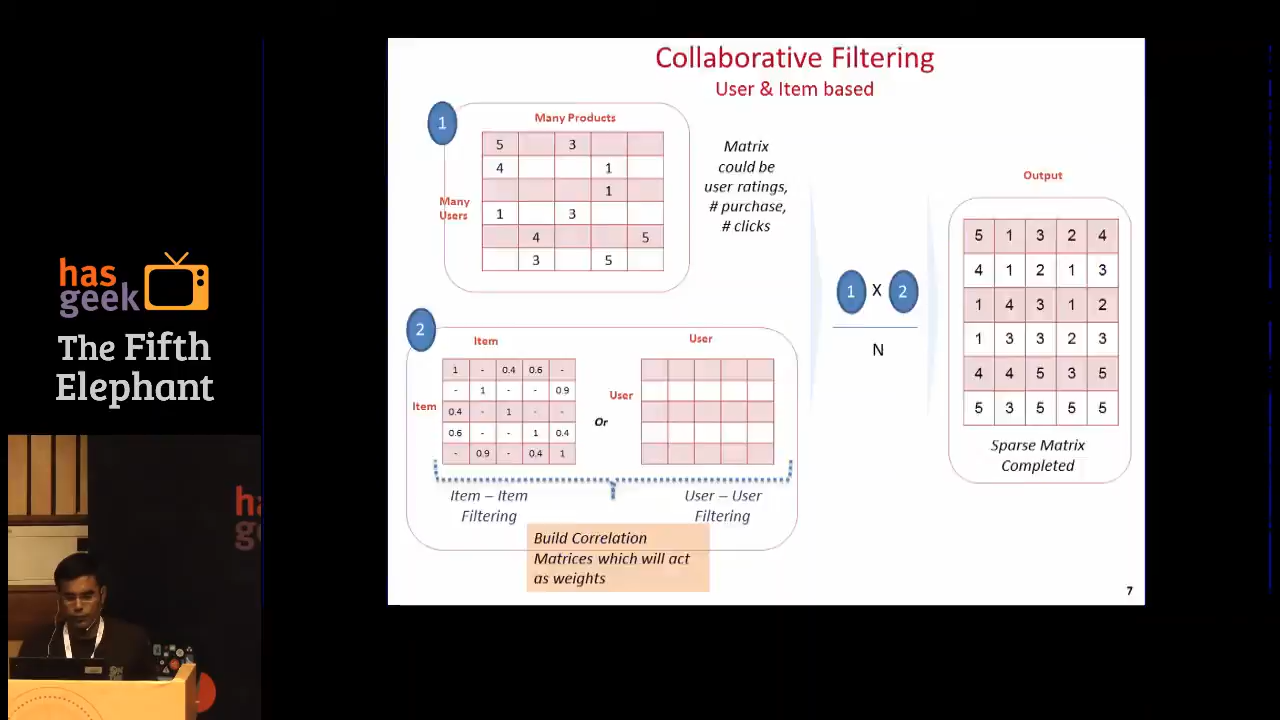 Collaborative Filtering
User & Item based
1
Many Products
5 3
4 1
1
Many
Users
1 3
4 5
3 5
Matrix
could be
user ratings,
# purchase,
# clicks
2
Item
Item
1 - 0.4 0.6 -
- 1 - - 0.9
0.4 - 1 - -
0.6 - - 1 0.4
- 0.9 - 0.4 1
Or
User
User
Item – Item
Filtering
User – User
Filtering
Build Correlation
Matrices which will act
as weights
1 X 2
N
Output
5 1 3 2 4
4 1 2 1 3
1 4 3 1 2
1 3 3 2 3
4 4 5 3 5
5 3 5 5 5
Sparse Matrix
Completed
7
has
geek
The Fifth
Elephant
ha
g